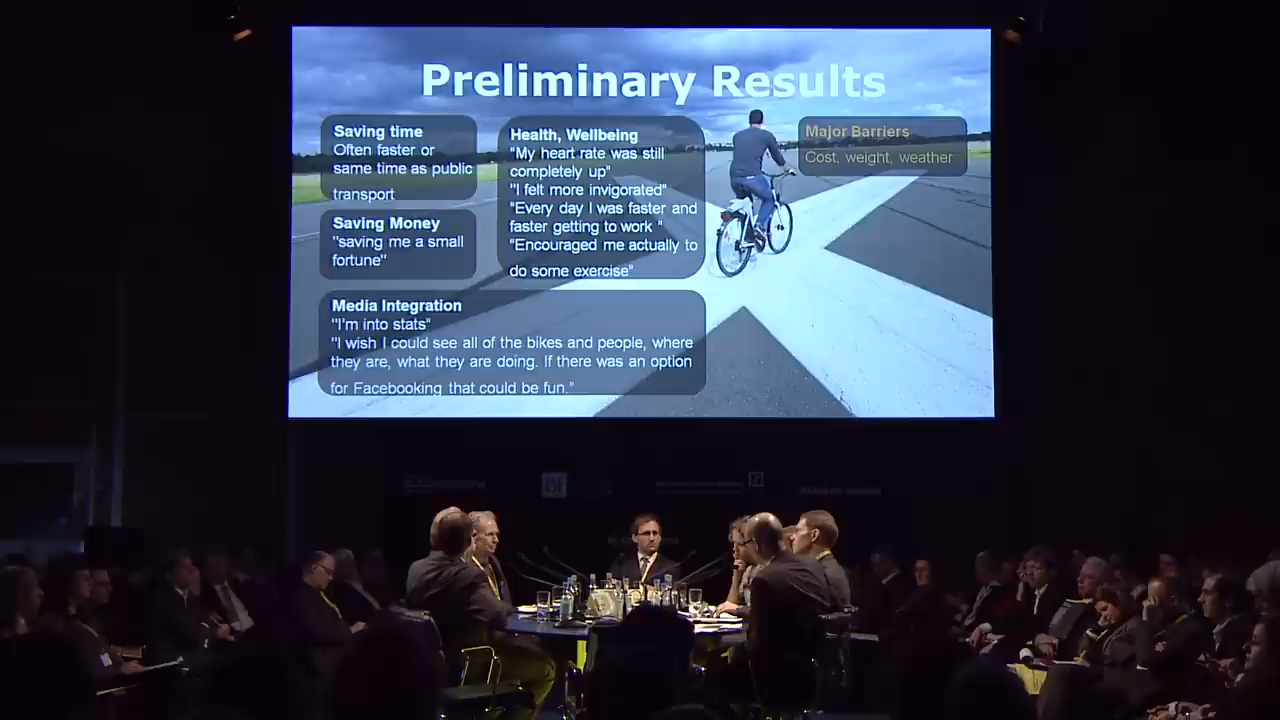 Preliminary Results
Saving time
Often faster or
same time as public
transport
Saving Money
"saving me a small
fortune"
Health, Wellbeing
"My heart rate was still
completely up"
"I felt more invigorated"
"Every day I was faster and
faster getting to work "
"Encouraged me actually to
do some exercise"
Media Integration
"I'm into stats"
"I wish I could see all of the bikes and people, where
they are, what they are doing. If there was an option
for Facebooking that could be fun."
Major Barriers
Cost, weight, weather